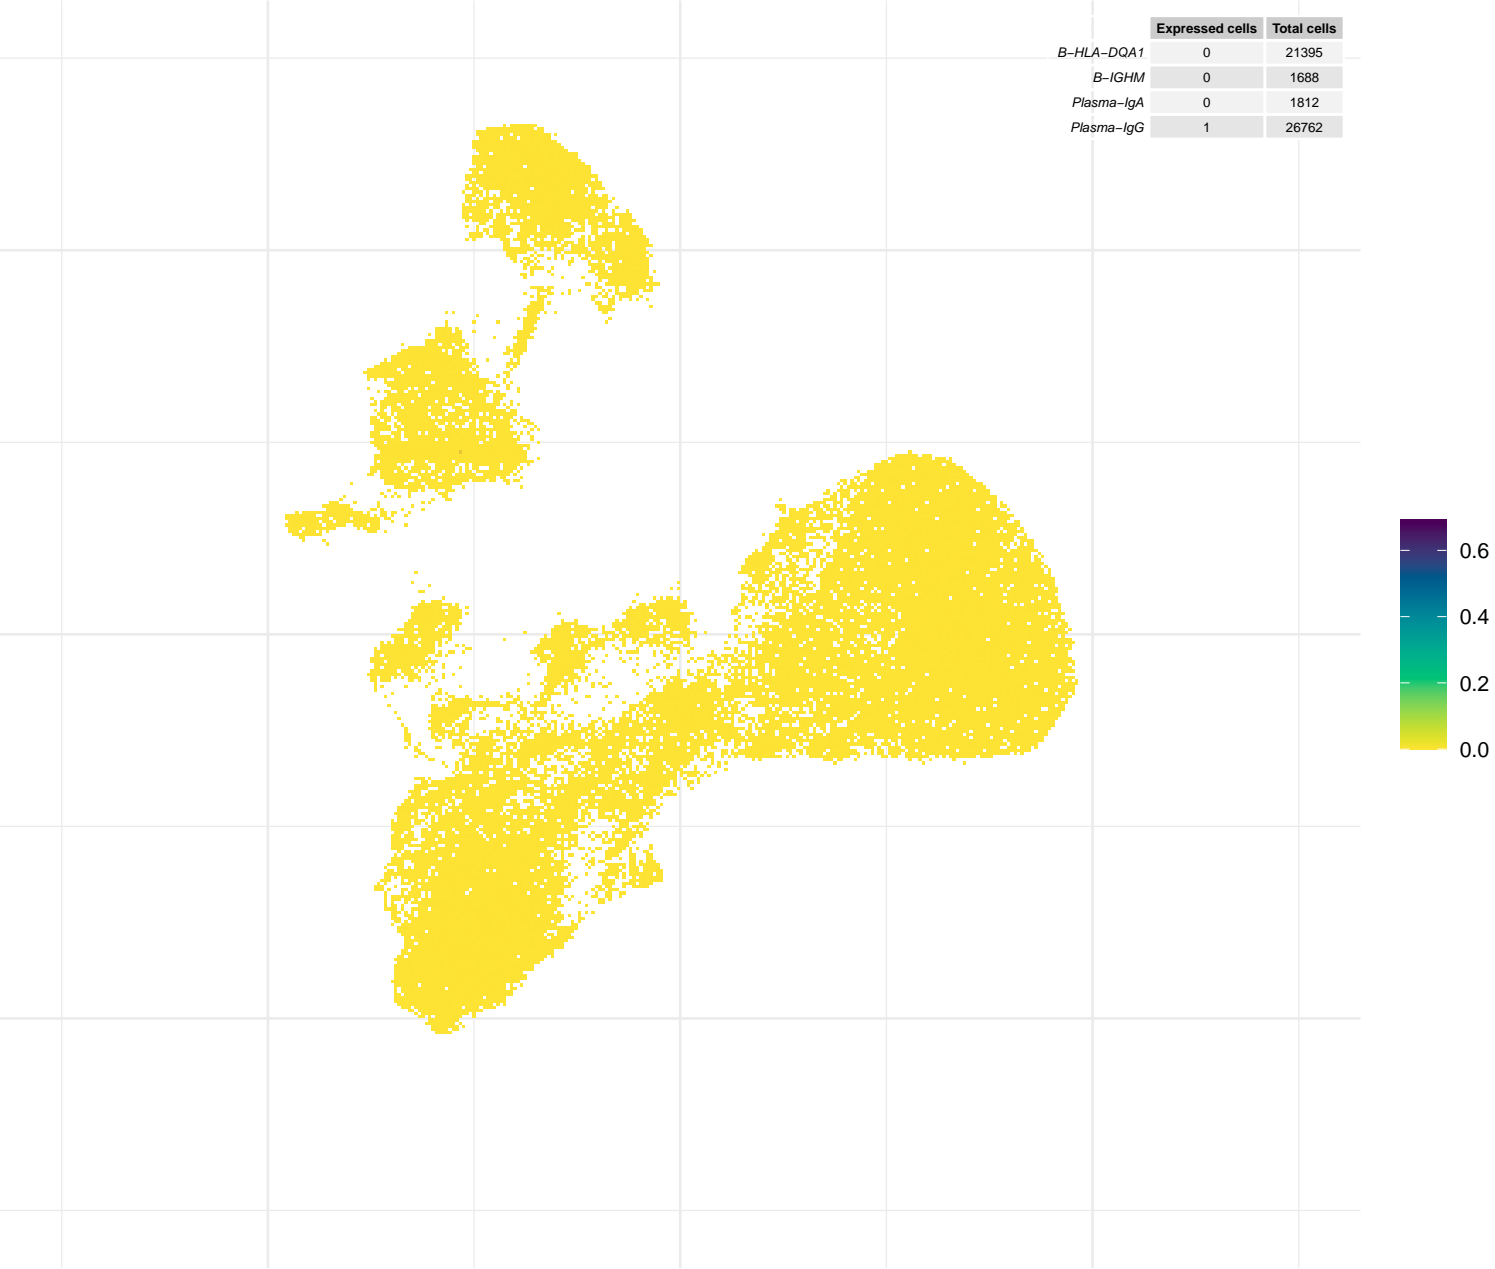 Expressed cells Total cells
B−HLA−DQA1 0 21395
B−IGHM 0 1688
Plasma−IgA 0 1812
Plasma−IgG 1 26762
0.6
0.4
0.2
0.0